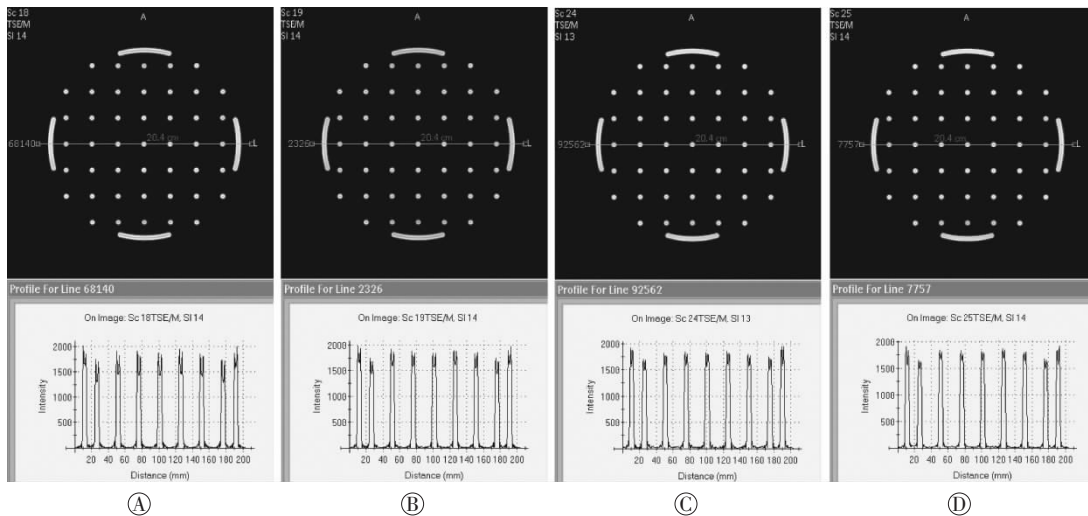 Sc 18
TSE/M
Sl 14
A
20.4 cm
68140
cL
Profile For Line 68140
On Image: Sc 18TSE/M, Sl 14
Intensity
2000
1500
1000
500
20 40 60 80 100 120 140 160 180 200
Distance (mm)
Ⓐ
Sc 19
TSE/M
Sl 14
A
20.4 cm
2326
cL
Profile For Line 2326
On Image: Sc 19TSE/M, Sl 14
Intensity
2000
1500
1000
500
20 40 60 80 100 120 140 160 180 200
Distance (mm)
Ⓑ
Sc 24
TSE/M
Sl 13
A
20.4 cm
92562
cL
Profile For Line 92562
On Image: Sc 24TSE/M, Sl 13
Intensity
2000
1500
1000
500
20 40 60 80 100 120 140 160 180 200
Distance (mm)
Ⓒ
Sc 25
TSE/M
Sl 14
A
20.4 cm
7757
cL
Profile For Line 7757
On Image: Sc 25TSE/M, Sl 14
Intensity
2000
1500
1000
500
20 40 60 80 100 120 140 160 180 200
Distance (mm)
Ⓓ